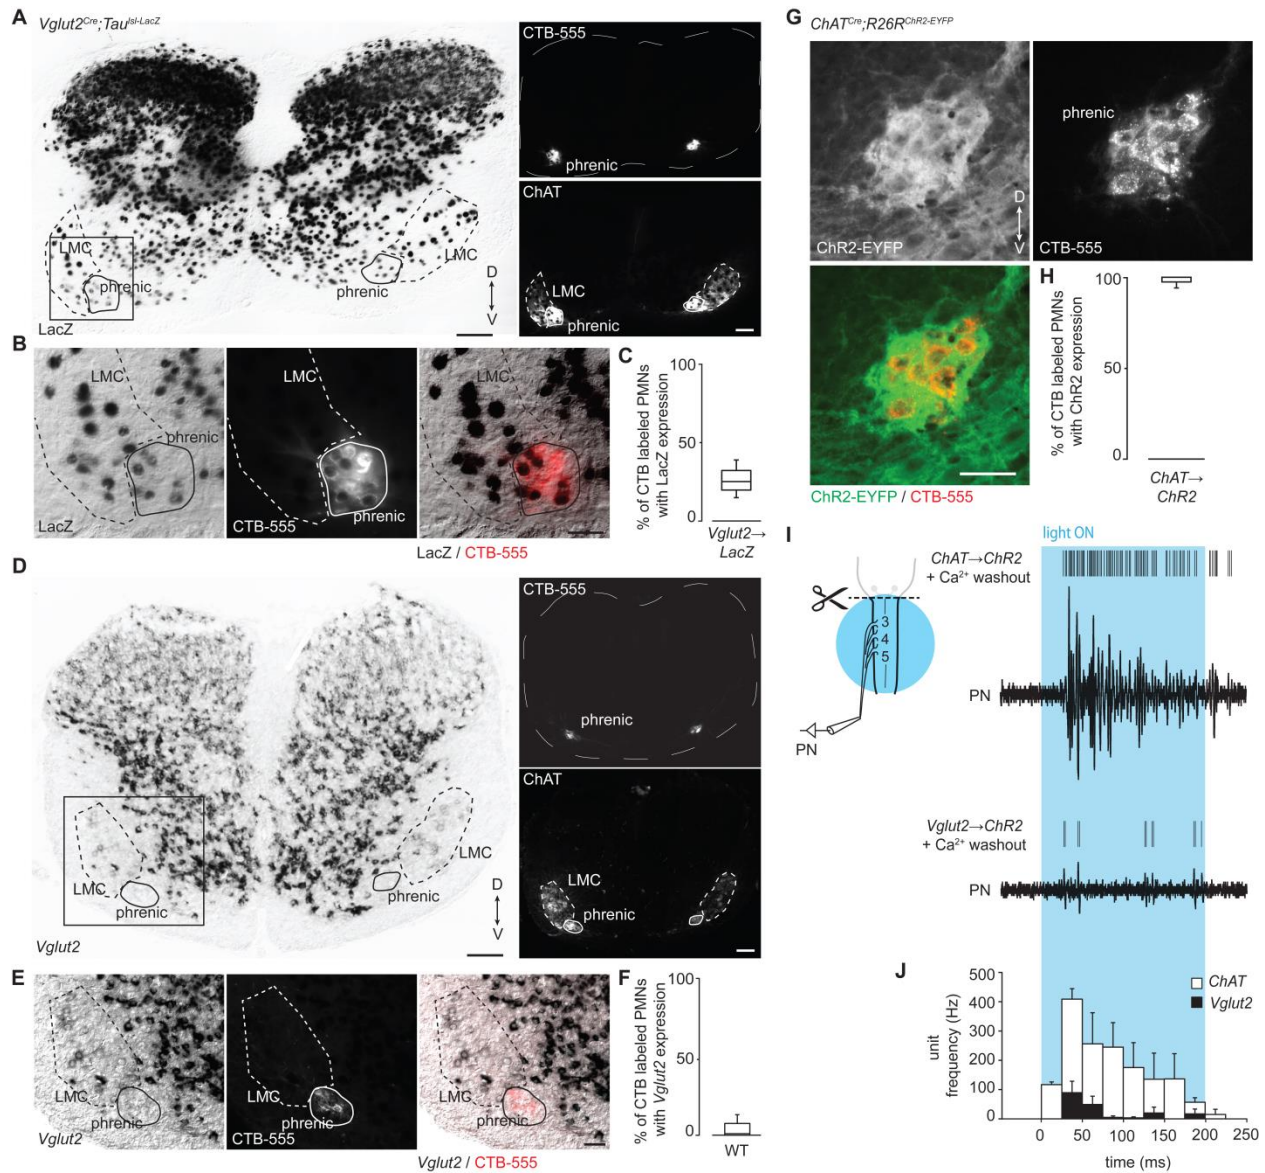 A
Vglut2Cre;Taulsl-LacZ
LMC
phrenic
LacZ
phrenic
LMC
D
V
CTB-555
phrenic
ChAT
LMC
phrenic
B
LMC
phrenic
LacZ
LMC
CTB-555
phrenic
LMC
phrenic
LacZ / CTB-555
C
% of CTB labeled PMNs
with LacZ expression
100
50
0
Vglut2→
LacZ
D
LMC
phrenic
Vglut2
LMC
phrenic
D
V
CTB-555
phrenic
ChAT
LMC
phrenic
E
LMC
phrenic
Vglut2
LMC
phrenic
CTB-555
LMC
phrenic
Vglut2 / CTB-555
F
% of CTB labeled PMNs
with Vglut2 expression
100
50
0
WT
G
ChATCre;R26RChR2-EYFP
D
V
ChR2-EYFP
phrenic
CTB-555
ChR2-EYFP / CTB-555
H
% of CTB labeled PMNs
with ChR2 expression
100
50
0
ChAT→
ChR2
I
light ON
3
4
5
PN
ChAT→ChR2
+ Ca2+ washout
PN
Vglut2→ChR2
+ Ca2+ washout
PN
J
ChAT
Vglut2
unit
frequency (Hz)
500
400
300
200
100
0
0
50
100
150
200
250
time (ms)